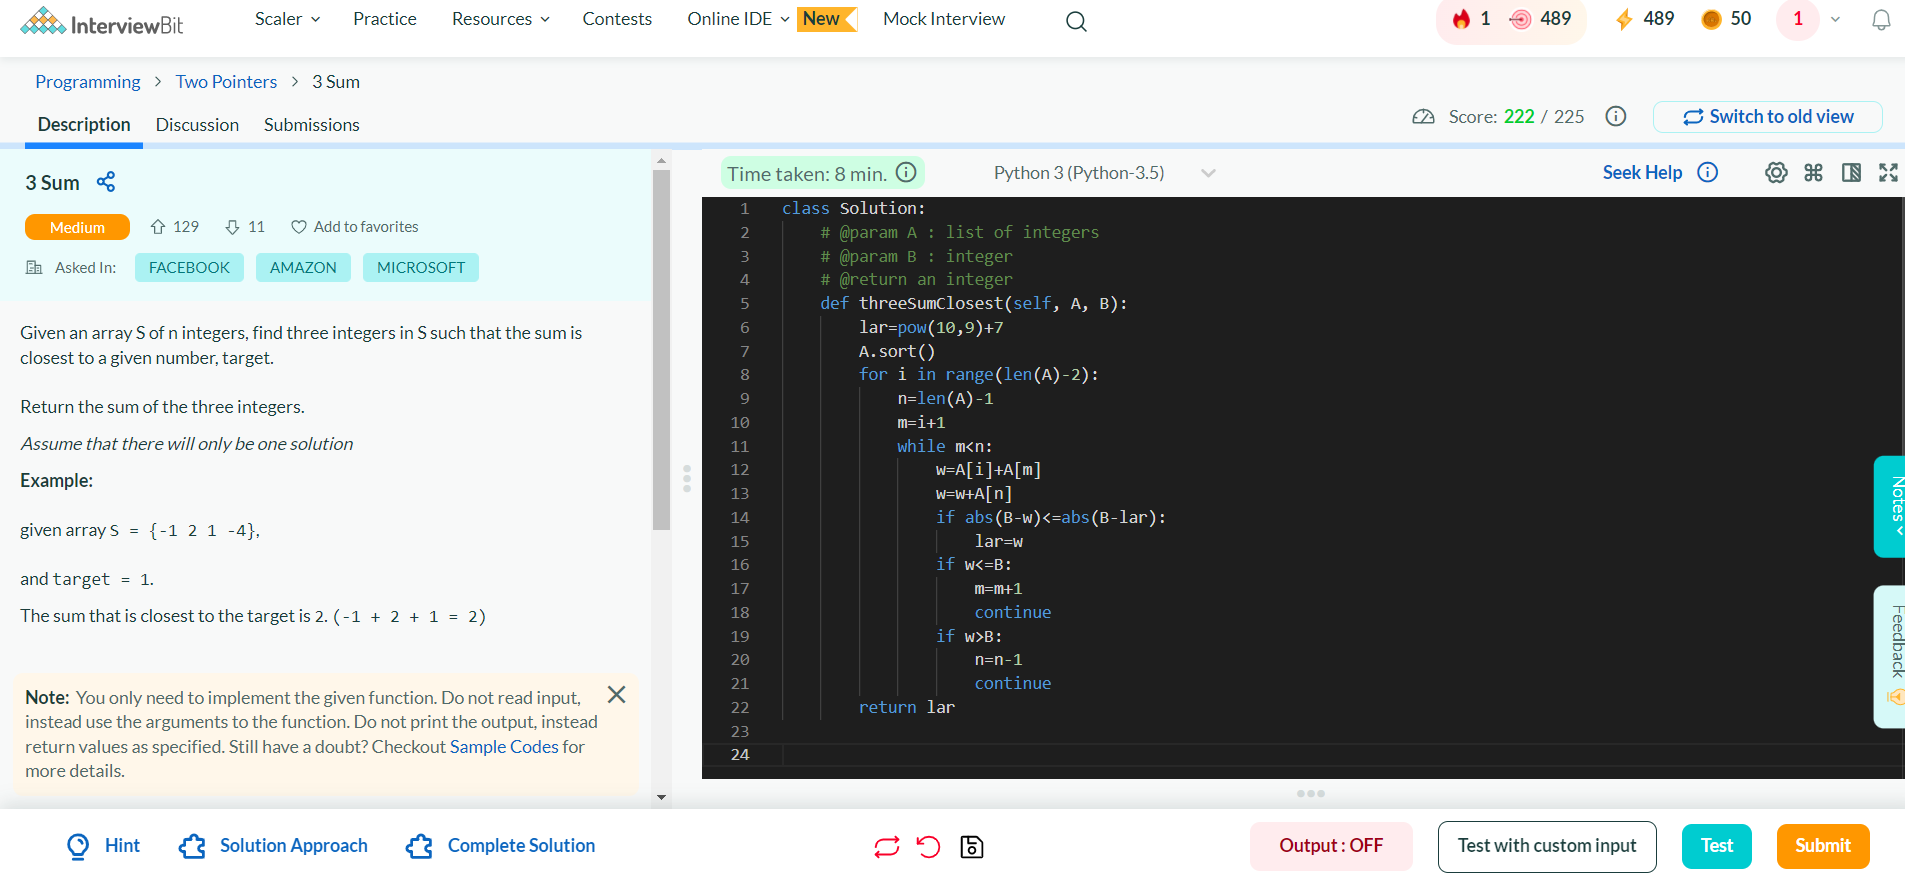 InterviewBit
Scaler
Practice
Resources
Contests
Online IDE
New
Mock Interview
1
489
489
50
1
Programming > Two Pointers > 3 Sum
Description
Discussion
Submissions
Score: 222 / 225
Switch to old view
3 Sum
Medium
129
11
Add to favorites
Asked In:
FACEBOOK
AMAZON
MICROSOFT
Given an array S of n integers, find three integers in S such that the sum is
closest to a given number, target.
Return the sum of the three integers.
Assume that there will only be one solution
Example:
given array S = {-1 2 1 -4},
and target = 1.
The sum that is closest to the target is 2. (-1 + 2 + 1 = 2)
Note: You only need to implement the given function. Do not read input,
instead use the arguments to the function. Do not print the output, instead
return values as specified. Still have a doubt? Checkout Sample Codes for
more details.
Time taken: 8 min.
Python 3 (Python-3.5)
Seek Help
1 class Solution:
2 # @param A : list of integers
3 # @param B : integer
4 # @return an integer
5 def threeSumClosest(self, A, B):
6 lar=pow(10,9)+7
7 A.sort()
8 for i in range(len(A)-2):
9 n=len(A)-1
10 m=i+1
11 while m<n:
12 w=A[i]+A[m]
13 w=w+A[n]
14 if abs(B-w)<=abs(B-lar):
15 lar=w
16 if w<=B:
17 m=m+1
18 continue
19 if w>B:
20 n=n-1
21 continue
22 return lar
23
24
Notes
Feedback
Hint
Solution Approach
Complete Solution
Output : OFF
Test with custom input
Test
Submit